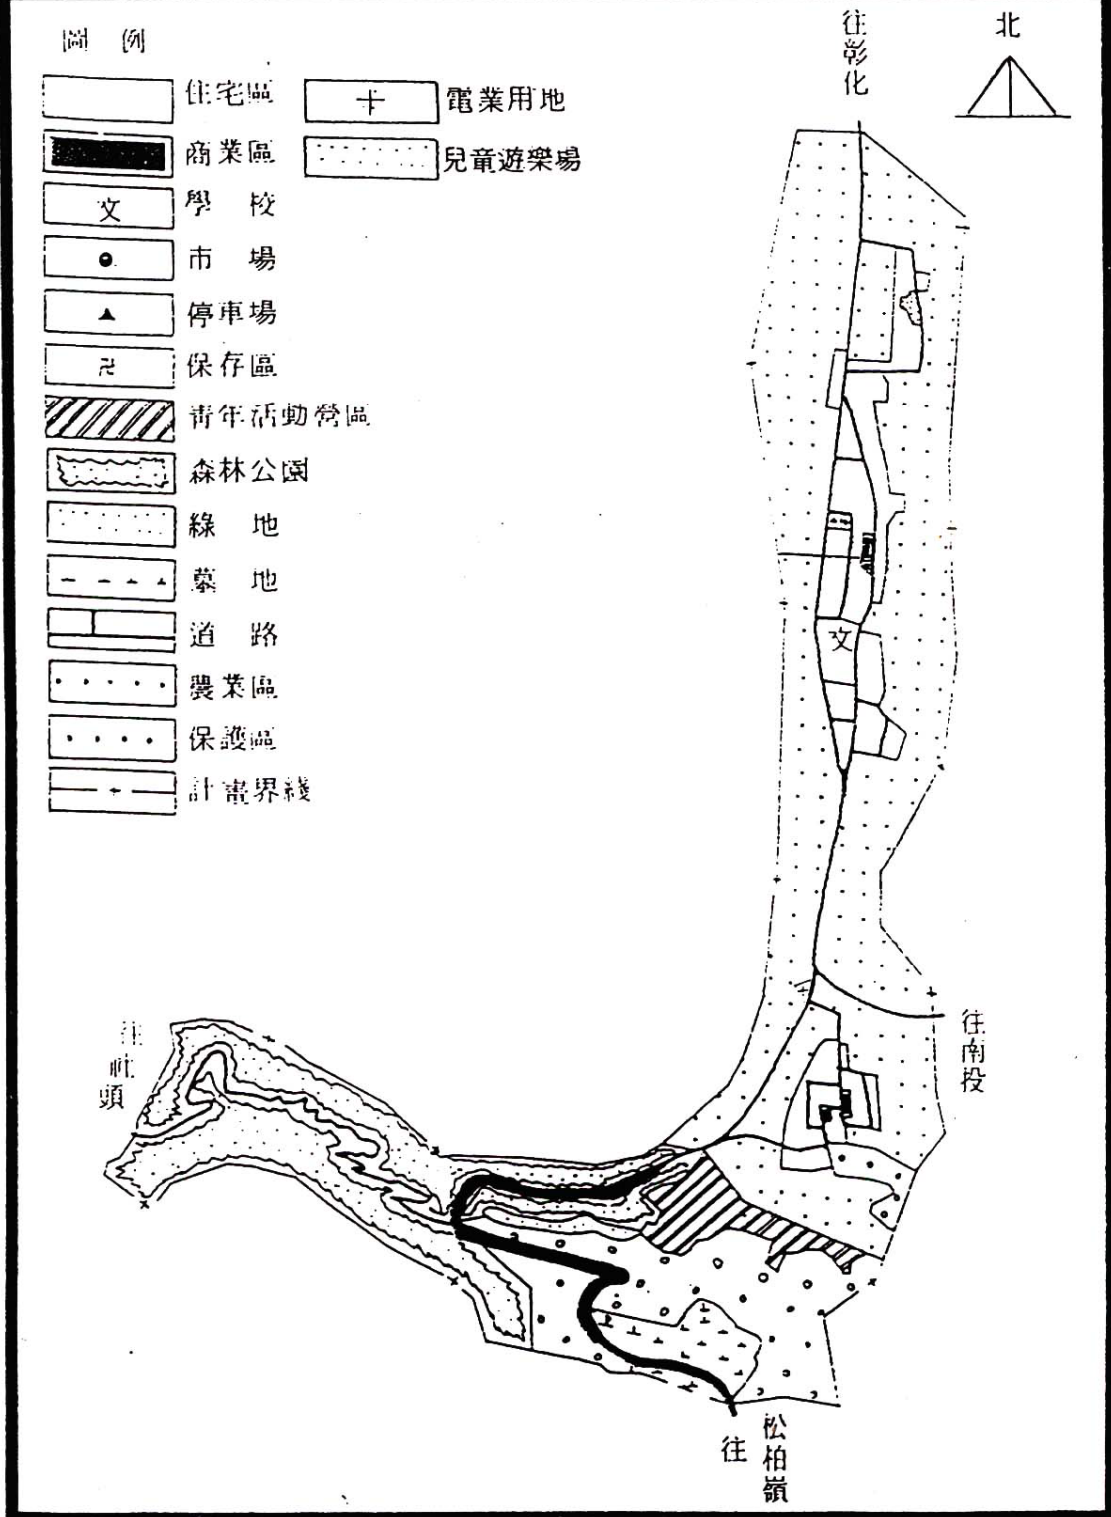 圖例
住宅區
商業區
文
學校
市場
停車場
卍
保存區
青年活動營區
森林公園
綠地
墓地
道路
農業區
保護區
計畫界綫
電業用地
兒童遊樂場
往彰化
北
文
往南投
往社頭
往松柏嶺